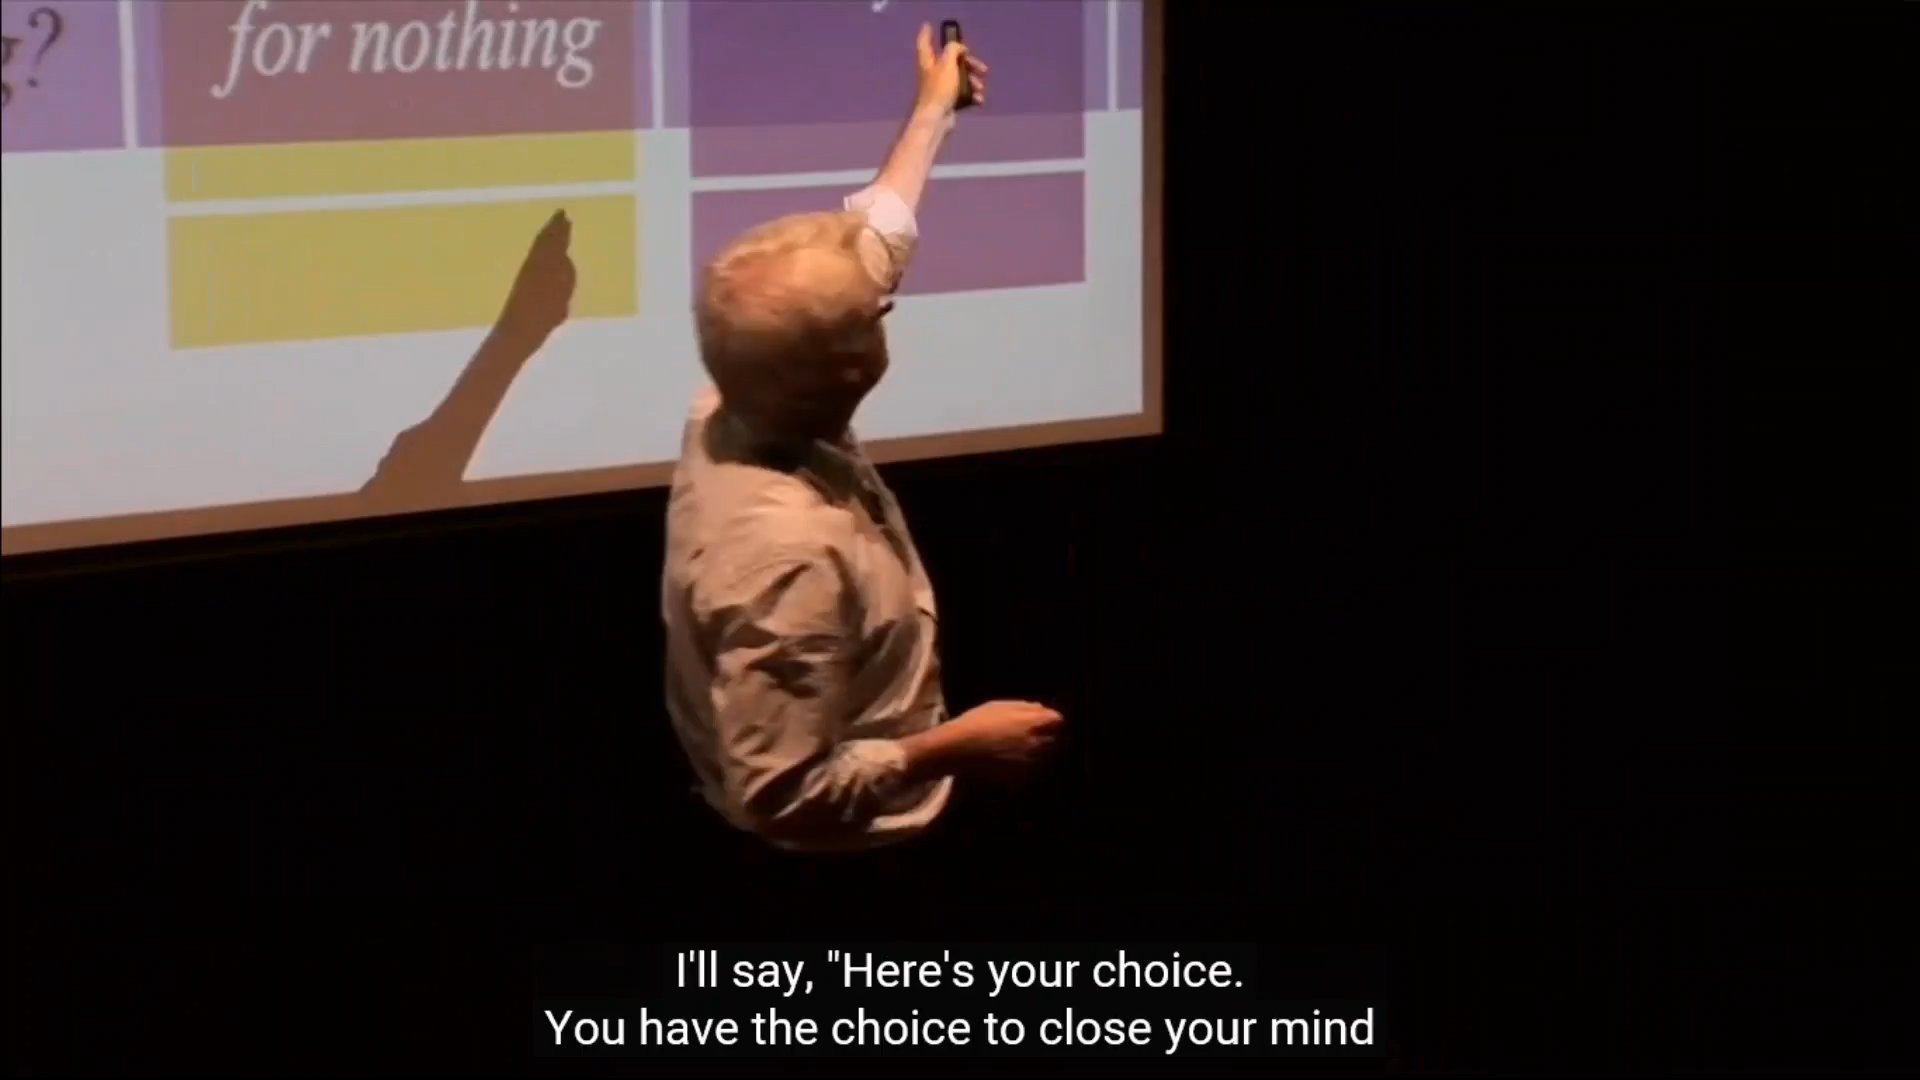 g?
for nothing
I'll say, "Here's your choice.
You have the choice to close your mind